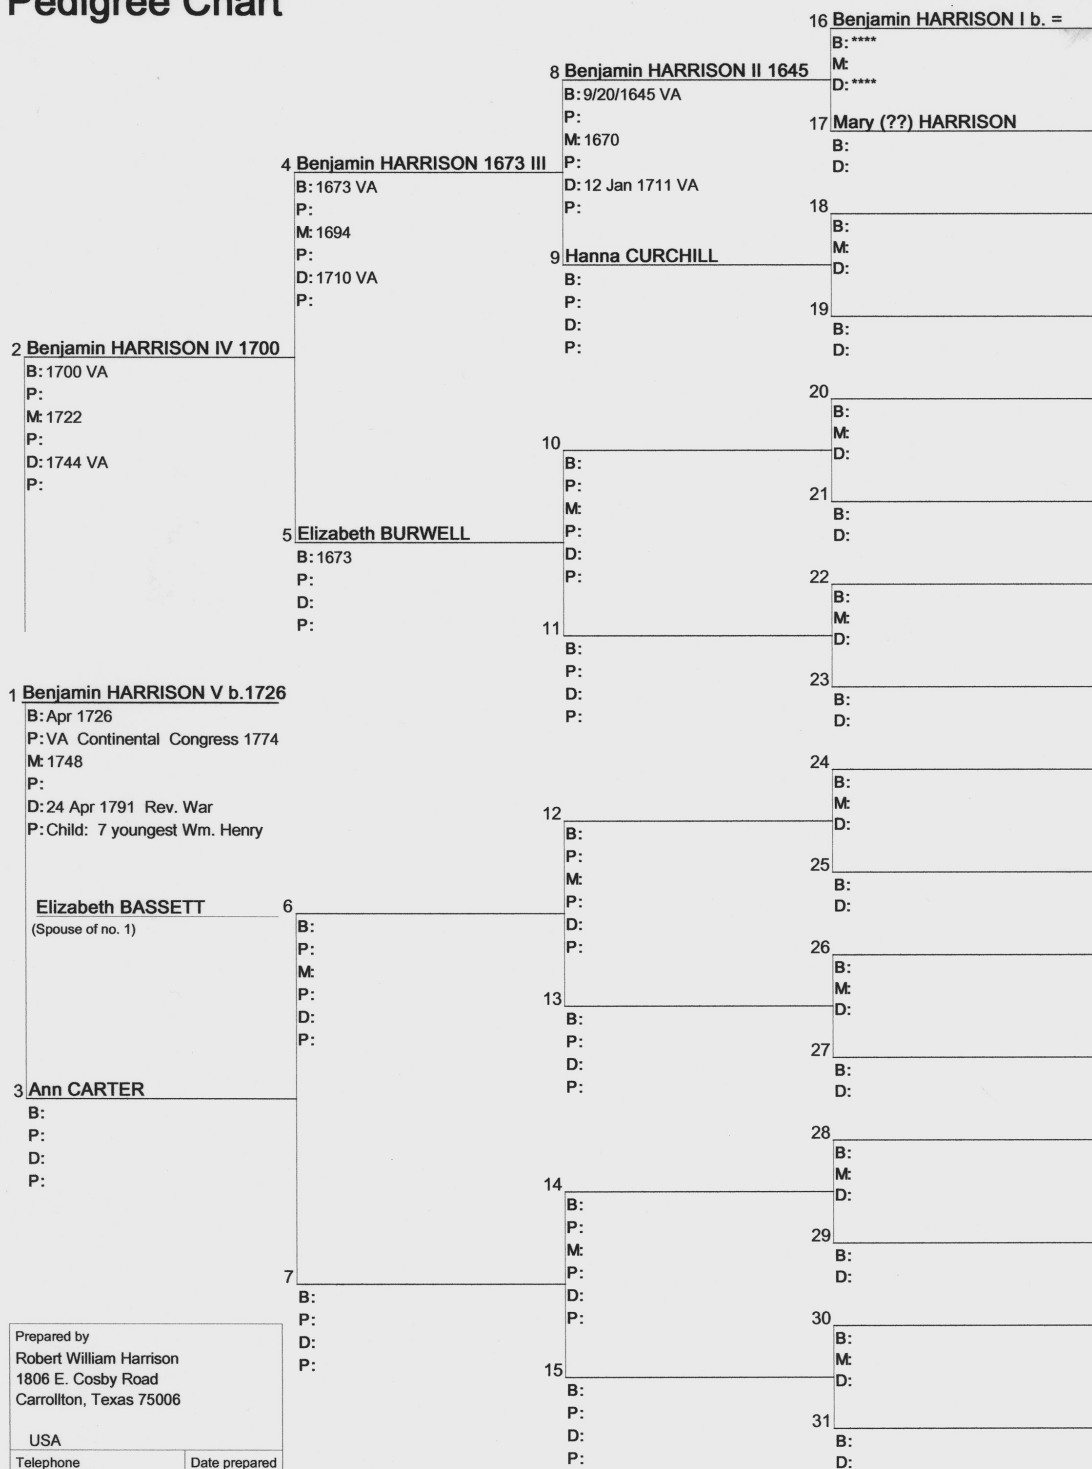 Pedigree Chart
16 Benjamin HARRISON I b. =
B: ****
M:
D: ****
8 Benjamin HARRISON II 1645
B: 9/20/1645 VA
P:
M: 1670
P:
D: 12 Jan 1711 VA
P:
17 Mary (??) HARRISON
B:
D:
4 Benjamin HARRISON 1673 III
B: 1673 VA
P:
M: 1694
P:
D: 1710 VA
P:
18
B:
M:
D:
9 Hanna CURCHILL
B:
P:
D:
P:
19
B:
D:
2 Benjamin HARRISON IV 1700
B: 1700 VA
P:
M: 1722
P:
D: 1744 VA
P:
20
B:
M:
D:
10
B:
P:
M:
P:
D:
P:
21
B:
D:
5 Elizabeth BURWELL
B: 1673
P:
D:
P:
22
B:
M:
D:
11
B:
P:
D:
P:
23
B:
D:
1 Benjamin HARRISON V b.1726
B: Apr 1726
P: VA Continental Congress 1774
M: 1748
P:
D: 24 Apr 1791 Rev. War
P: Child: 7 youngest Wm. Henry
24
B:
M:
D:
12
B:
P:
M:
P:
D:
P:
25
B:
D:
Elizabeth BASSETT
(Spouse of no. 1)
6
B:
P:
M:
P:
D:
P:
26
B:
M:
D:
13
B:
P:
D:
P:
27
B:
D:
3 Ann CARTER
B:
P:
D:
P:
28
B:
M:
D:
14
B:
P:
M:
P:
D:
P:
29
B:
D:
7
B:
P:
D:
P:
30
B:
M:
D:
15
B:
P:
D:
P:
31
B:
D:
Prepared by
Robert William Harrison
1806 E. Cosby Road
Carrollton, Texas 75006
USA
Telephone
Date prepared